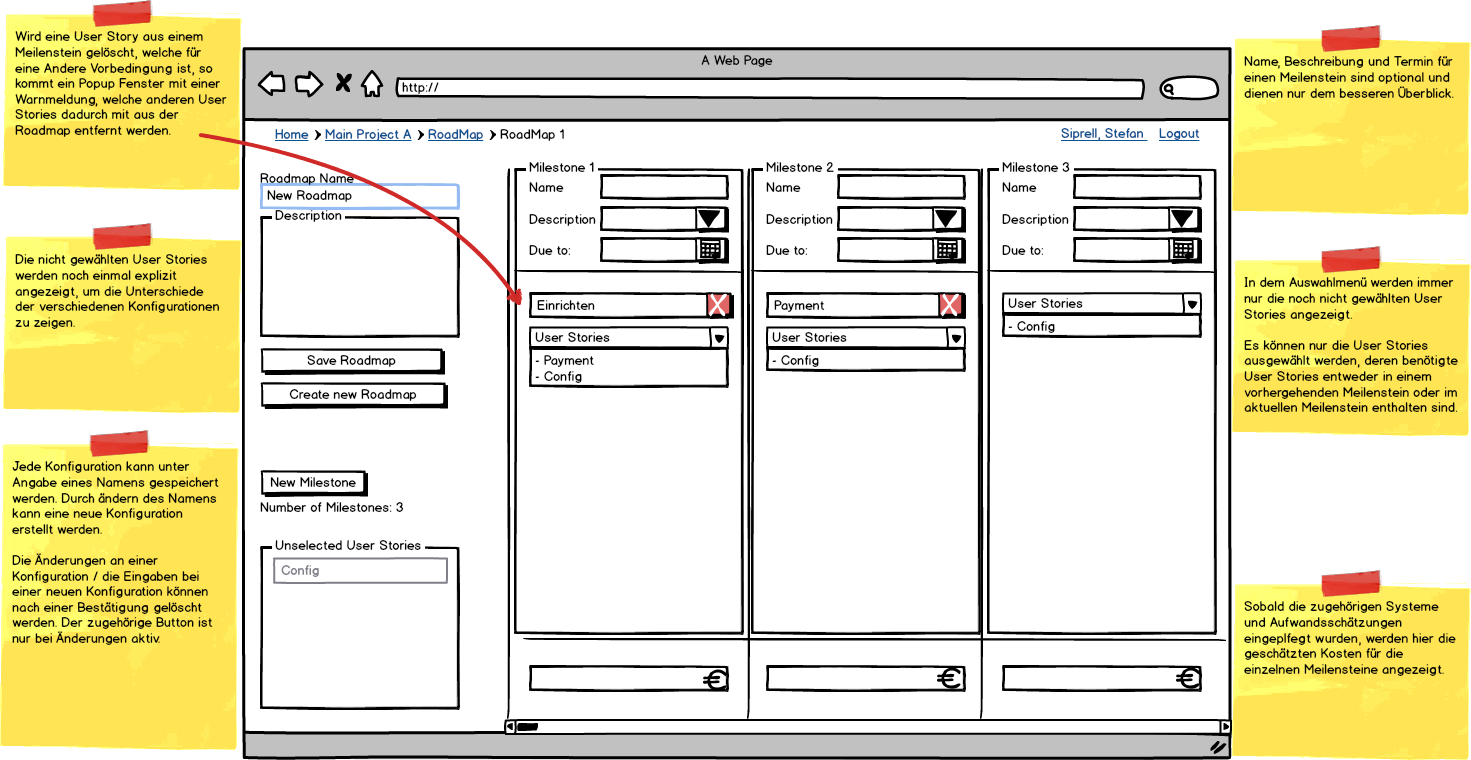 Wird eine User Story aus einem
Meilenstein gelöscht, welche für
eine Andere Vorbedingung ist, so
kommt ein Popup Fenster mit einer
Warnmeldung, welche anderen User
Stories dadurch mit aus der
Roadmap entfernt werden.
Die nicht gewählten User Stories
werden noch einmal explizit
angezeigt, um die Unterschiede
der verschiedenen Konfigurationen
zu zeigen.
Jede Konfiguration kann unter
Angabe eines Namens gespeichert
werden. Durch ändern des Namens
kann eine neue Konfiguration
erstellt werden.
Die Änderungen an einer
Konfiguration / die Eingaben bei
einer neuen Konfiguration können
nach einer Bestätigung gelöscht
werden. Der zugehörige Button ist
nur bei Änderungen aktiv.
A Web Page
http://
Home Main Project A RoadMap RoadMap 1
Siprell, Stefan Logout
Roadmap Name
New Roadmap
Description
Save Roadmap
Create new Roadmap
New Milestone
Number of Milestones: 3
Unselected User Stories
Config
Milestone 1
Name
Description
Due to:
Einrichten
User Stories
- Payment
- Config
€
Milestone 2
Name
Description
Due to:
Payment
User Stories
- Config
€
Milestone 3
Name
Description
Due to:
User Stories
- Config
€
Name, Beschreibung und Termin für
einen Meilenstein sind optional und
dienen nur dem besseren Überblick.
In dem Auswahlmenü werden immer
nur die noch nicht gewählten User
Stories angezeigt.
Es können nur die User Stories
ausgewählt werden, deren benötigte
User Stories entweder in einem
vorhergehenden Meilenstein oder im
aktuellen Meilenstein enthalten sind.
Sobald die zugehörigen Systeme
und Aufwandsschätzungen
eingeplfegt wurden, werden hier die
geschätzten Kosten für die
einzelnen Meilensteine angezeigt.